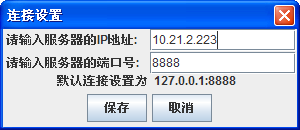 连接设置
请输入服务器的IP地址: 10.21.2.223
请输入服务器的端口号: 8888
默认连接设置为 127.0.0.1:8888
保存 取消